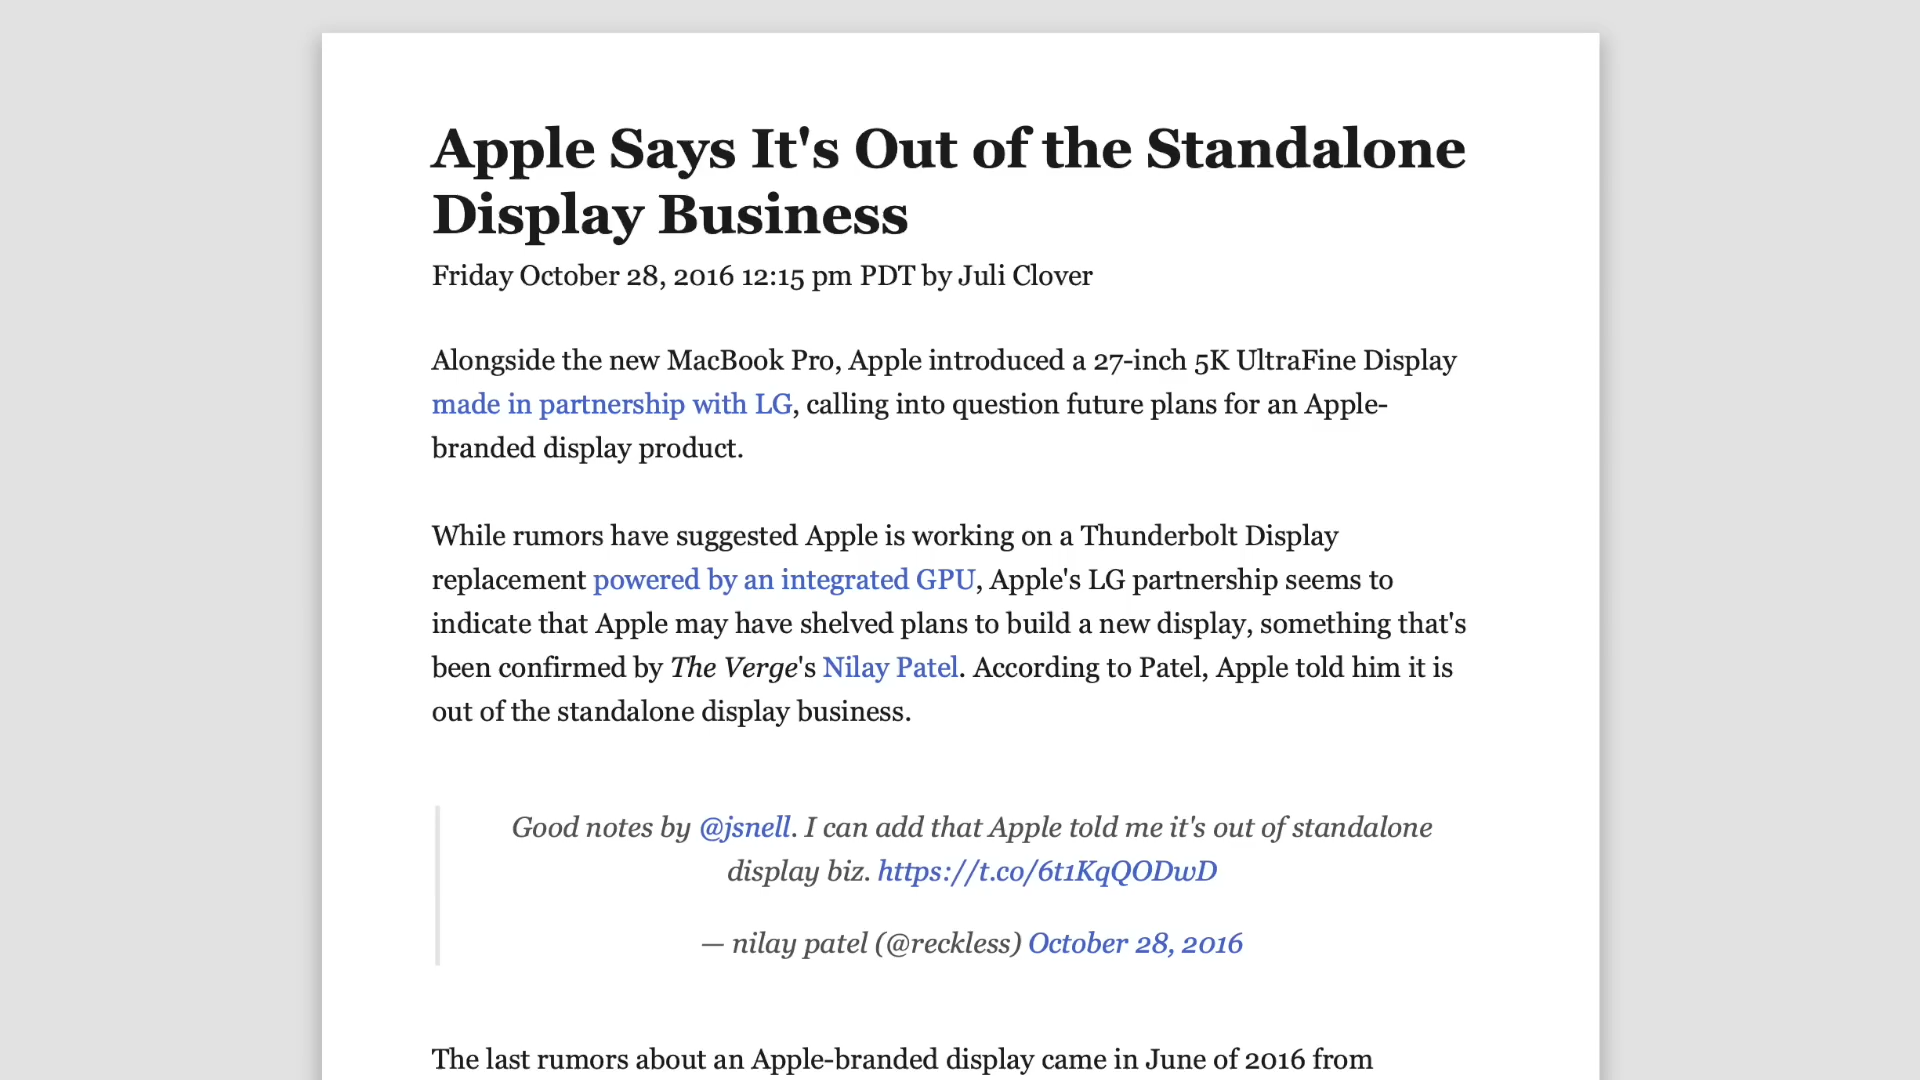 Apple Says It's Out of the Standalone
Display Business
Friday October 28, 2016 12:15 pm PDT by Juli Clover
Alongside the new MacBook Pro, Apple introduced a 27-inch 5K UltraFine Display
made in partnership with LG, calling into question future plans for an Apple-
branded display product.
While rumors have suggested Apple is working on a Thunderbolt Display
replacement powered by an integrated GPU, Apple's LG partnership seems to
indicate that Apple may have shelved plans to build a new display, something that's
been confirmed by The Verge's Nilay Patel. According to Patel, Apple told him it is
out of the standalone display business.
Good notes by @jsnell. I can add that Apple told me it's out of standalone
display biz. https://t.co/6t1KqQODwD
— nilay patel (@reckless) October 28, 2016
The last rumors about an Apple-branded display came in June of 2016 from